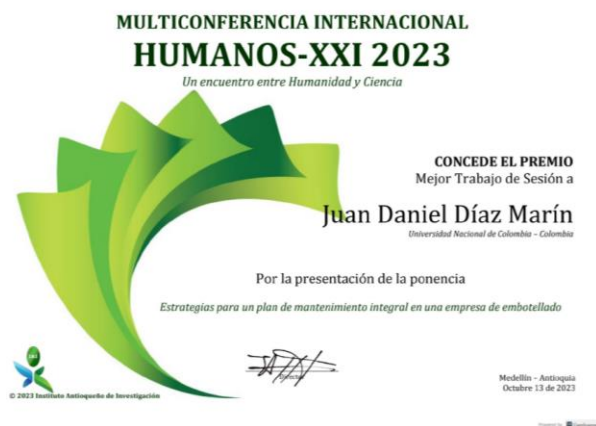 MULTICONFERENCIA INTERNACIONAL
HUMANOS-XXI 2023
Un encuentro entre Humanidad y Ciencia
CONCEDE EL PREMIO
Mejor Trabajo de Sesión a
Juan Daniel Díaz Marín
Universidad Nacional de Colombia – Colombia
Por la presentación de la ponencia
Estrategias para un plan de mantenimiento integral en una empresa de embotellado
Medellín – Antioquia
Octubre 13 de 2023
© 2023 Instituto Antioqueño de Investigación